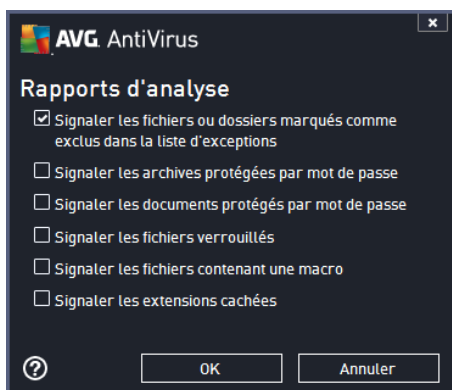 AVG AntiVirus
Rapports d'analyse
Signaler les fichiers ou dossiers marqués comme
exclus dans la liste d'exceptions
Signaler les archives protégées par mot de passe
Signaler les documents protégés par mot de passe
Signaler les fichiers verrouillés
Signaler les fichiers contenant une macro
Signaler les extensions cachées
OK
Annuler